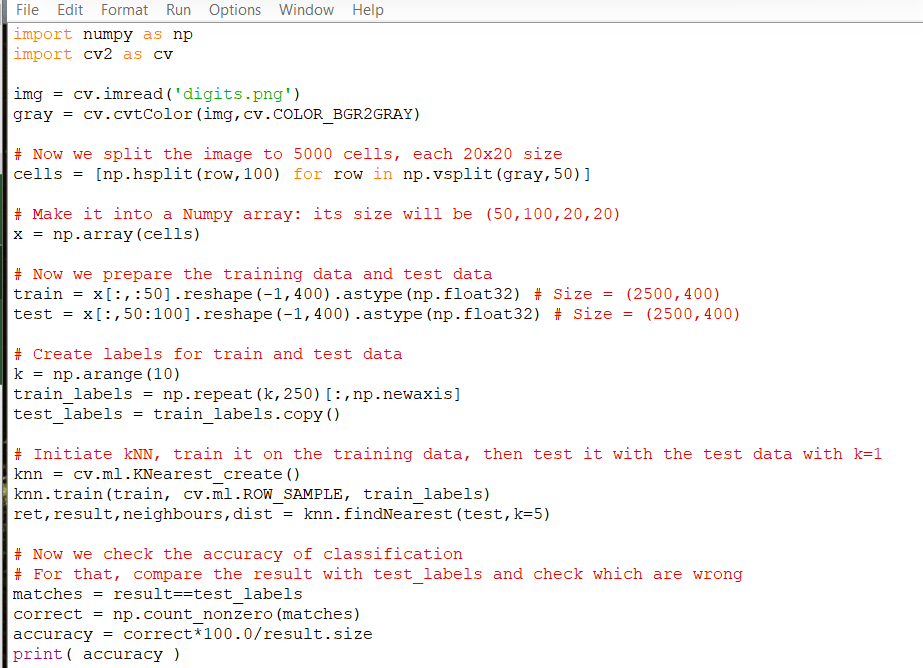 File Edit Format Run Options Window Help
import numpy as np
import cv2 as cv
img = cv.imread('digits.png')
gray = cv.cvtColor(img,cv.COLOR_BGR2GRAY)
# Now we split the image to 5000 cells, each 20x20 size
cells = [np.hsplit(row,100) for row in np.vsplit(gray,50)]
# Make it into a Numpy array: its size will be (50,100,20,20)
x = np.array(cells)
# Now we prepare the training data and test data
train = x[:,:50].reshape(-1,400).astype(np.float32) # Size = (2500,400)
test = x[:,50:100].reshape(-1,400).astype(np.float32) # Size = (2500,400)
# Create labels for train and test data
k = np.arange(10)
train_labels = np.repeat(k,250)[:,np.newaxis]
test_labels = train_labels.copy()
# Initiate kNN, train it on the training data, then test it with the test data with k=1
knn = cv.ml.KNearest_create()
knn.train(train, cv.ml.ROW_SAMPLE, train_labels)
ret,result,neighbours,dist = knn.findNearest(test,k=5)
# Now we check the accuracy of classification
# For that, compare the result with test_labels and check which are wrong
matches = result==test_labels
correct = np.count_nonzero(matches)
accuracy = correct*100.0/result.size
print( accuracy )